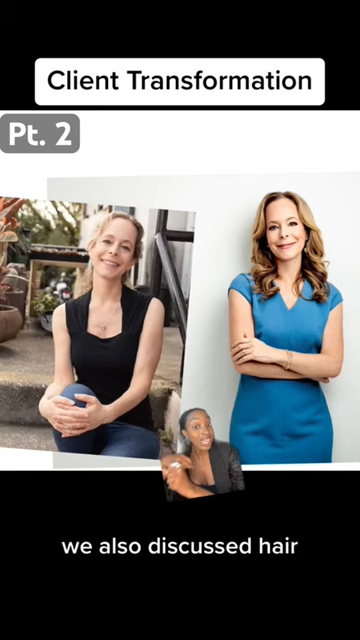 Client Transformation
Pt. 2
we also discussed hair